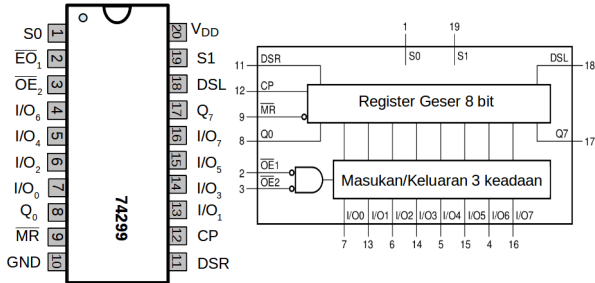 S0 1
EO1 2
OE2 3
I/O6 4
I/O4 5
I/O2 6
I/O0 7
Q0 8
MR 9
GND 10
74299
20 VDD
19 S1
18 DSL
17 Q7
16 I/O7
15 I/O5
14 I/O3
13 I/O1
12 CP
11 DSR
1 19
S0 S1
11 DSR
DSL 18
12 CP
9 MR
Register Geser 8 bit
8 Q0
Q7 17
2 OE1
3 OE2
Masukan/Keluaran 3 keadaan
I/O0 I/O1 I/O2 I/O3 I/O4 I/O5 I/O6 I/O7
7 13 6 14 5 15 4 16